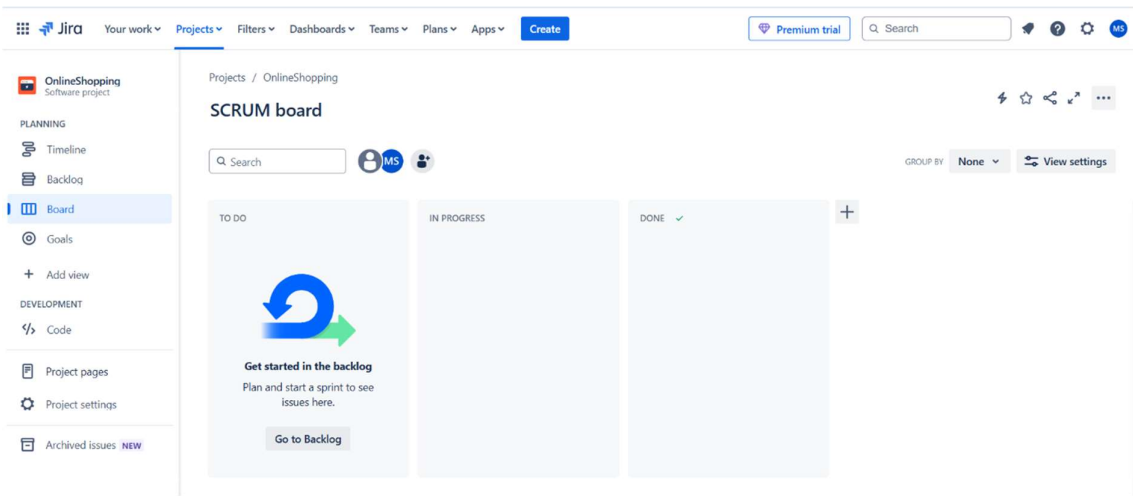 Jira Your work Projects Filters Dashboards Teams Plans Apps Create Premium trial Search MS
OnlineShopping
Software project
PLANNING
Timeline
Backlog
Board
Goals
Add view
DEVELOPMENT
Code
Project pages
Project settings
Archived issues NEW
Projects / OnlineShopping
SCRUM board
Search MS GROUP BY None View settings
TO DO IN PROGRESS DONE
Get started in the backlog
Plan and start a sprint to see
issues here.
Go to Backlog